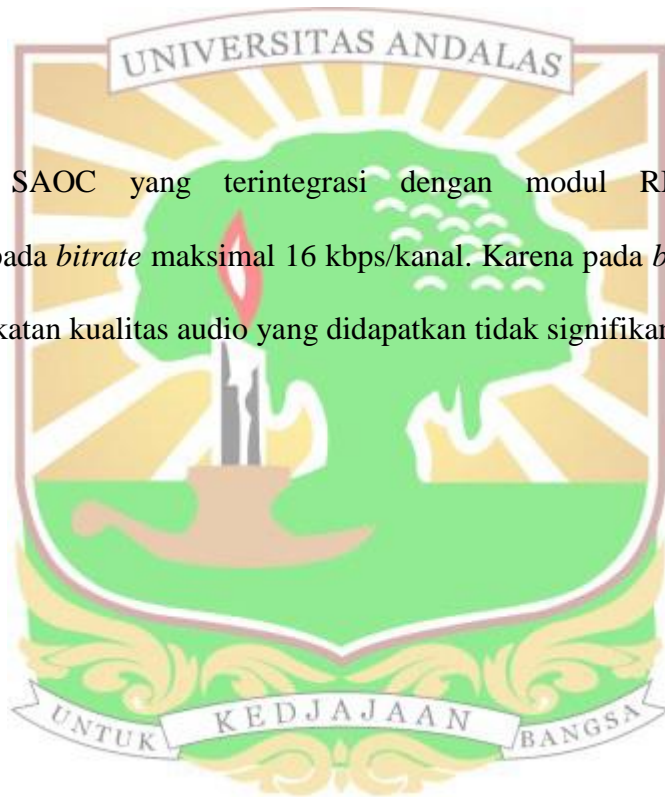 UNIVERSITAS ANDALAS
SAOC yang terintegrasi dengan modul
pada bitrate maksimal 16 kbps/kanal. Karena pada
katan kualitas audio yang didapatkan tidak signifikan
UNTUK KEDJAJAAN BANGSA